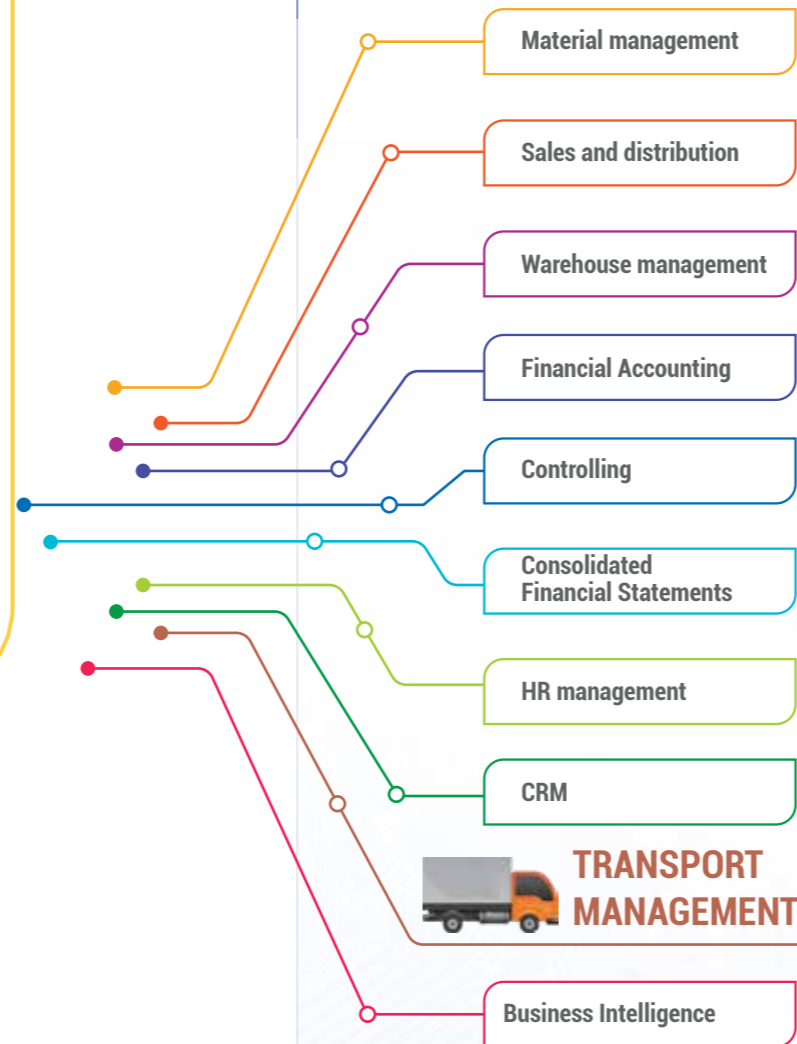 Material management
Sales and distribution
Warehouse management
Financial Accounting
Controlling
Consolidated
Financial Statements
HR management
CRM
TRANSPORT
MANAGEMENT
Business Intelligence